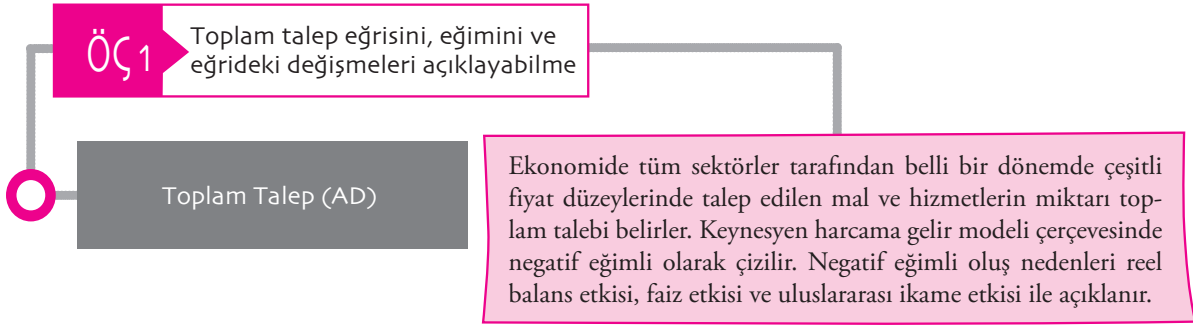 ÖÇ 1
Toplam talep eğrisini, eğimini ve
eğrideki değişmeleri açıklayabilme
Toplam Talep (AD)
Ekonomide tüm sektörler tarafından belli bir dönemde çeşitli
fiyat düzeylerinde talep edilen mal ve hizmetlerin miktarı top-
lam talebi belirler. Keynesyen harcama gelir modeli çerçevesinde
negatif eğimli olarak çizilir. Negatif eğimli oluş nedenleri reel
balans etkisi, faiz etkisi ve uluslararası ikame etkisi ile açıklanır.